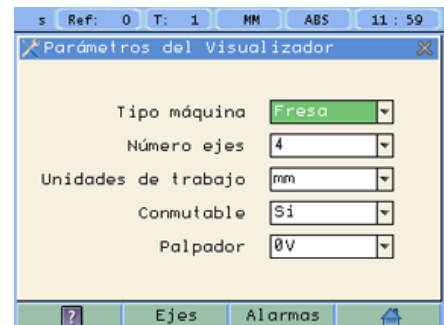 s Ref: 0 T: 1 MM ABS 11 : 59
Parámetros del Visualizador
Tipo máquina Fresa
Número ejes 4
Unidades de trabajo mm
Conmutable Si
Palpador 0V
? Ejes Alarmas